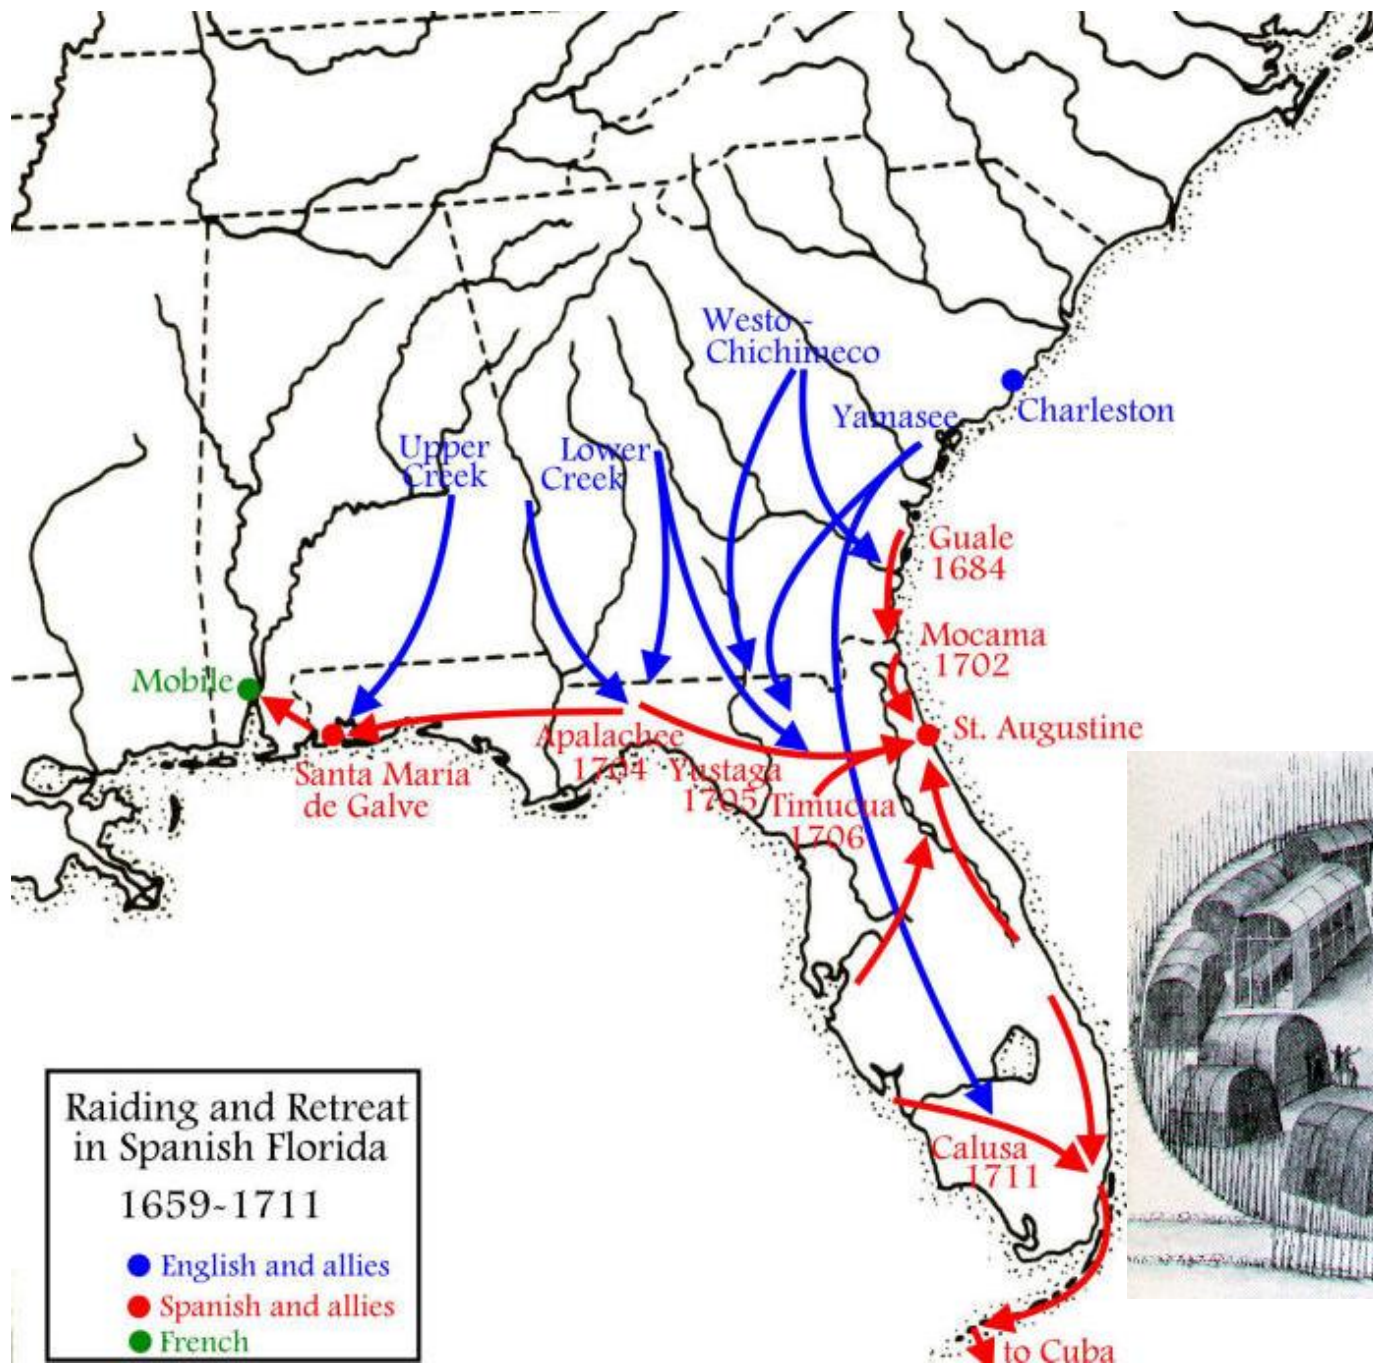 Westo -
Chichimeco
Yamasee
Charleston
Upper
Creek
Lower
Creek
Guale
1684
Mocama
1702
Mobile
St. Augustine
Santa Maria
de Galve
Apalachee
1704
Yustaga
1705
Timucua
1706
Calusa
1711
to Cuba
Raiding and Retreat
in Spanish Florida
1659-1711
English and allies
Spanish and allies
French